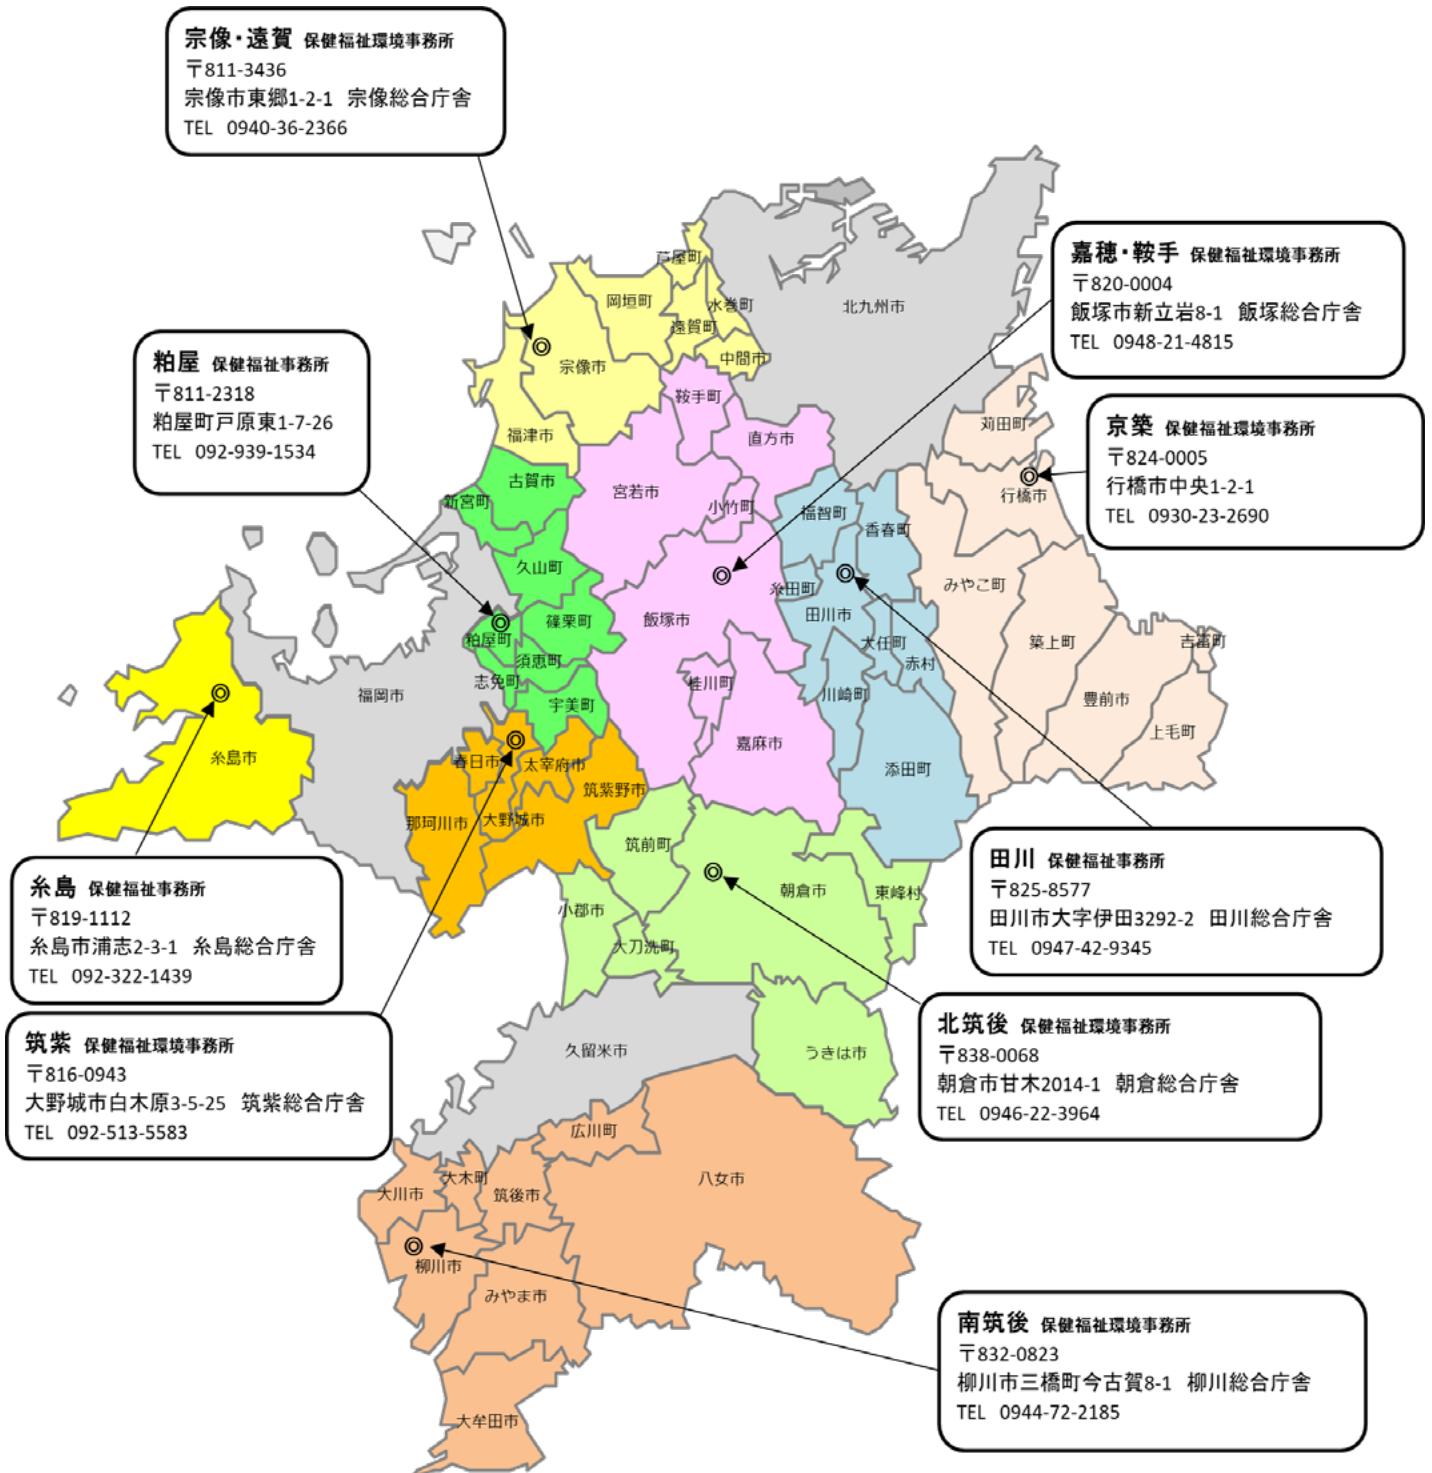 宗像・遠賀 保健福祉環境事務所
〒811-3436
宗像市東郷1-2-1 宗像総合庁舎
TEL 0940-36-2366
嘉穂・鞍手 保健福祉環境事務所
〒820-0004
飯塚市新立岩8-1 飯塚総合庁舎
TEL 0948-21-4815
粕屋 保健福祉事務所
〒811-2318
粕屋町戸原東1-7-26
TEL 092-939-1534
京築 保健福祉環境事務所
〒824-0005
行橋市中央1-2-1
TEL 0930-23-2690
芦屋町
岡垣町
水巻町
遠賀町
北九州市
中間市
宗像市
鞍手町
福津市
直方市
苅田町
古賀市
新宮町
宮若市
小竹町
福智町
香春町
行橋市
久山町
糸田町
みやこ町
篠栗町
飯塚市
田川市
粕屋町
須恵町
大任町
赤村
築上町
吉富町
志免町
桂川町
川崎町
福岡市
宇美町
豊前市
上毛町
糸島市
春日市
太宰府市
嘉麻市
添田町
筑紫野市
那珂川市
大野城市
筑前町
朝倉市
東峰村
小郡市
大刀洗町
久留米市
うきは市
広川町
八女市
大木町
大川市
筑後市
柳川市
みやま市
大牟田市
糸島 保健福祉事務所
〒819-1112
糸島市浦志2-3-1 糸島総合庁舎
TEL 092-322-1439
田川 保健福祉事務所
〒825-8577
田川市大字伊田3292-2 田川総合庁舎
TEL 0947-42-9345
筑紫 保健福祉環境事務所
〒816-0943
大野城市白木原3-5-25 筑紫総合庁舎
TEL 092-513-5583
北筑後 保健福祉環境事務所
〒838-0068
朝倉市甘木2014-1 朝倉総合庁舎
TEL 0946-22-3964
南筑後 保健福祉環境事務所
〒832-0823
柳川市三橋町今古賀8-1 柳川総合庁舎
TEL 0944-72-2185